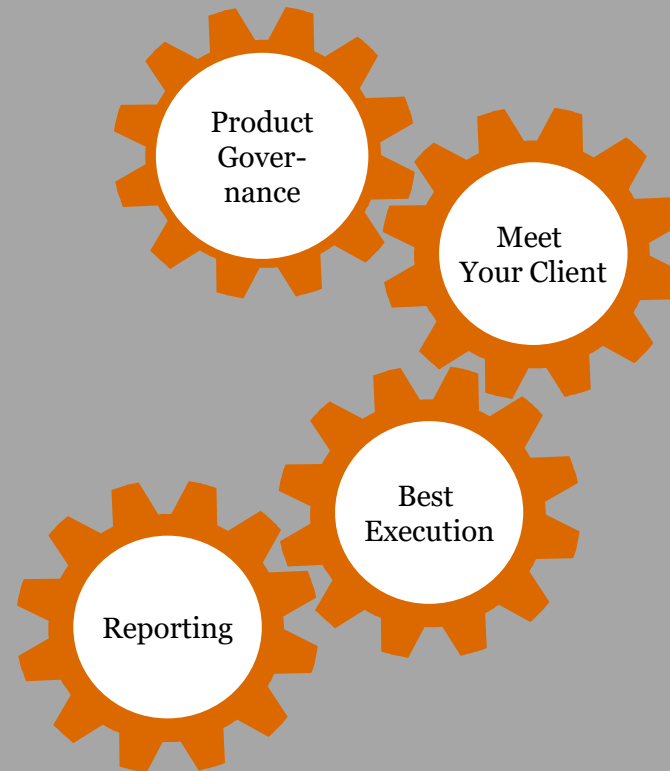 Product
Gover-
nance
Meet
Your Client
Best
Execution
Reporting